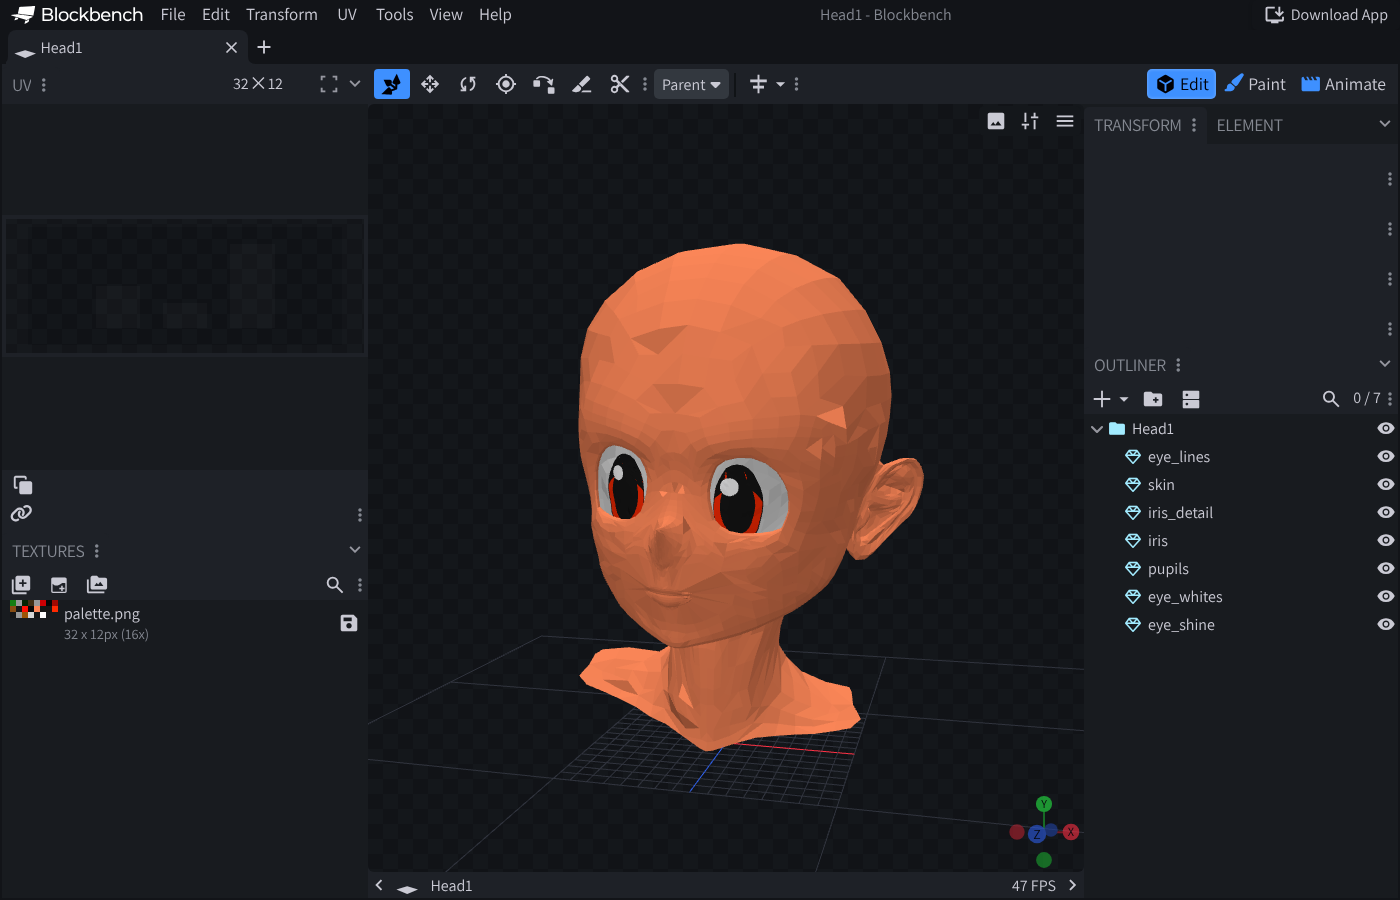 Blockbench File Edit Transform UV Tools View Help Head1 - Blockbench Download App
Head1
UV 32×12 Parent Edit Paint Animate
TRANSFORM ELEMENT
OUTLINER
0 / 7
Head1
eye_lines
skin
iris_detail
iris
pupils
eye_whites
eye_shine
TEXTURES
palette.png
32 x 12px (16x)
Y
Z X
Head1 47 FPS